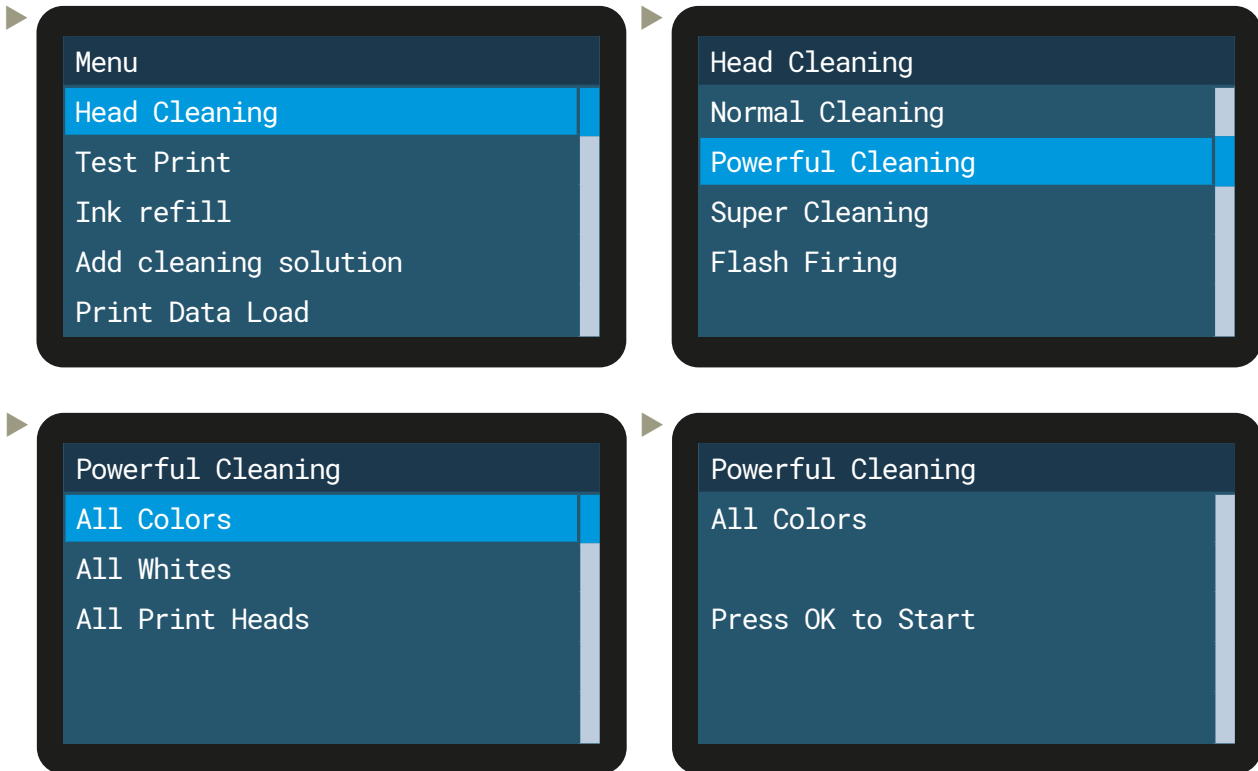 Menu
Head Cleaning
Test Print
Ink refill
Add cleaning solution
Print Data Load
Head Cleaning
Normal Cleaning
Powerful Cleaning
Super Cleaning
Flash Firing
Powerful Cleaning
All Colors
All Whites
All Print Heads
Powerful Cleaning
All Colors
Press OK to Start